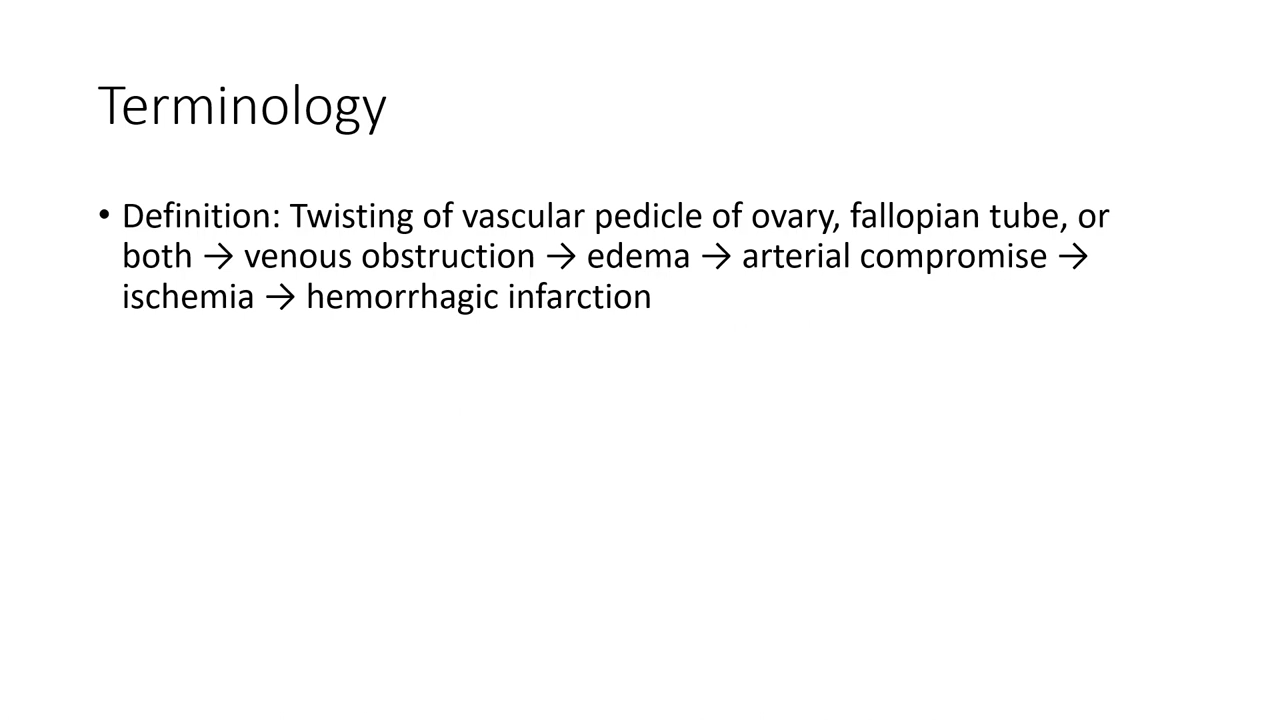 Terminology
• Definition: Twisting of vascular pedicle of ovary, fallopian tube, or
both → venous obstruction → edema → arterial compromise →
ischemia → hemorrhagic infarction